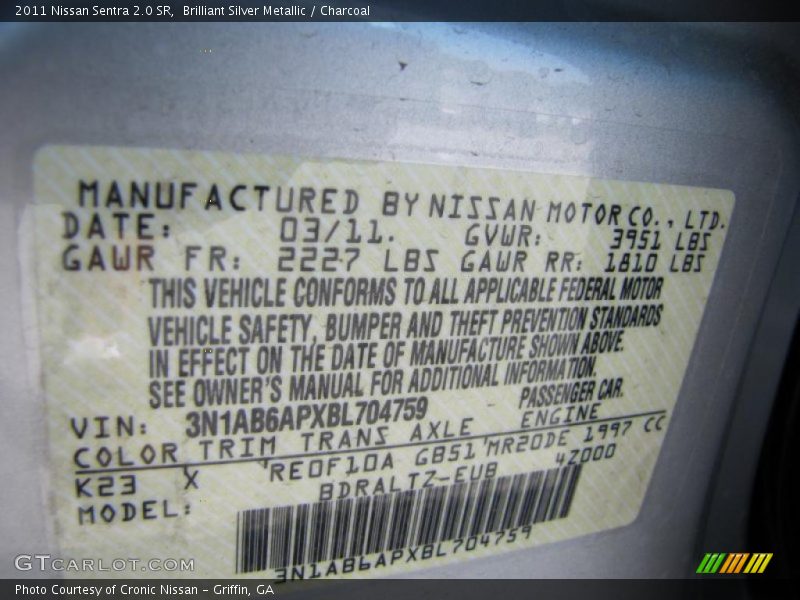 2011 Nissan Sentra 2.0 SR,  Brilliant Silver Metallic / Charcoal
MANUFACTURED BY NISSAN MOTOR CO., LTD.
DATE: 03/11. GVWR: 3951 LBS
GAWR FR: 2227 LBS GAWR RR: 1810 LBS
THIS VEHICLE CONFORMS TO ALL APPLICABLE FEDERAL MOTOR
VEHICLE SAFETY, BUMPER AND THEFT PREVENTION STANDARDS
IN EFFECT ON THE DATE OF MANUFACTURE SHOWN ABOVE.
SEE OWNER'S MANUAL FOR ADDITIONAL INFORMATION.
VIN: 3N1AB6APXBL704759 PASSENGER CAR.
COLOR TRIM TRANS AXLE ENGINE
K23 X RE0F10A GB51 MR20DE 1997 CC
MODEL: BDRALTZ-EUB 4Z000
3N1AB6APXBL704759
GTCARLOT.COM
Photo Courtesy of Cronic Nissan - Griffin, GA